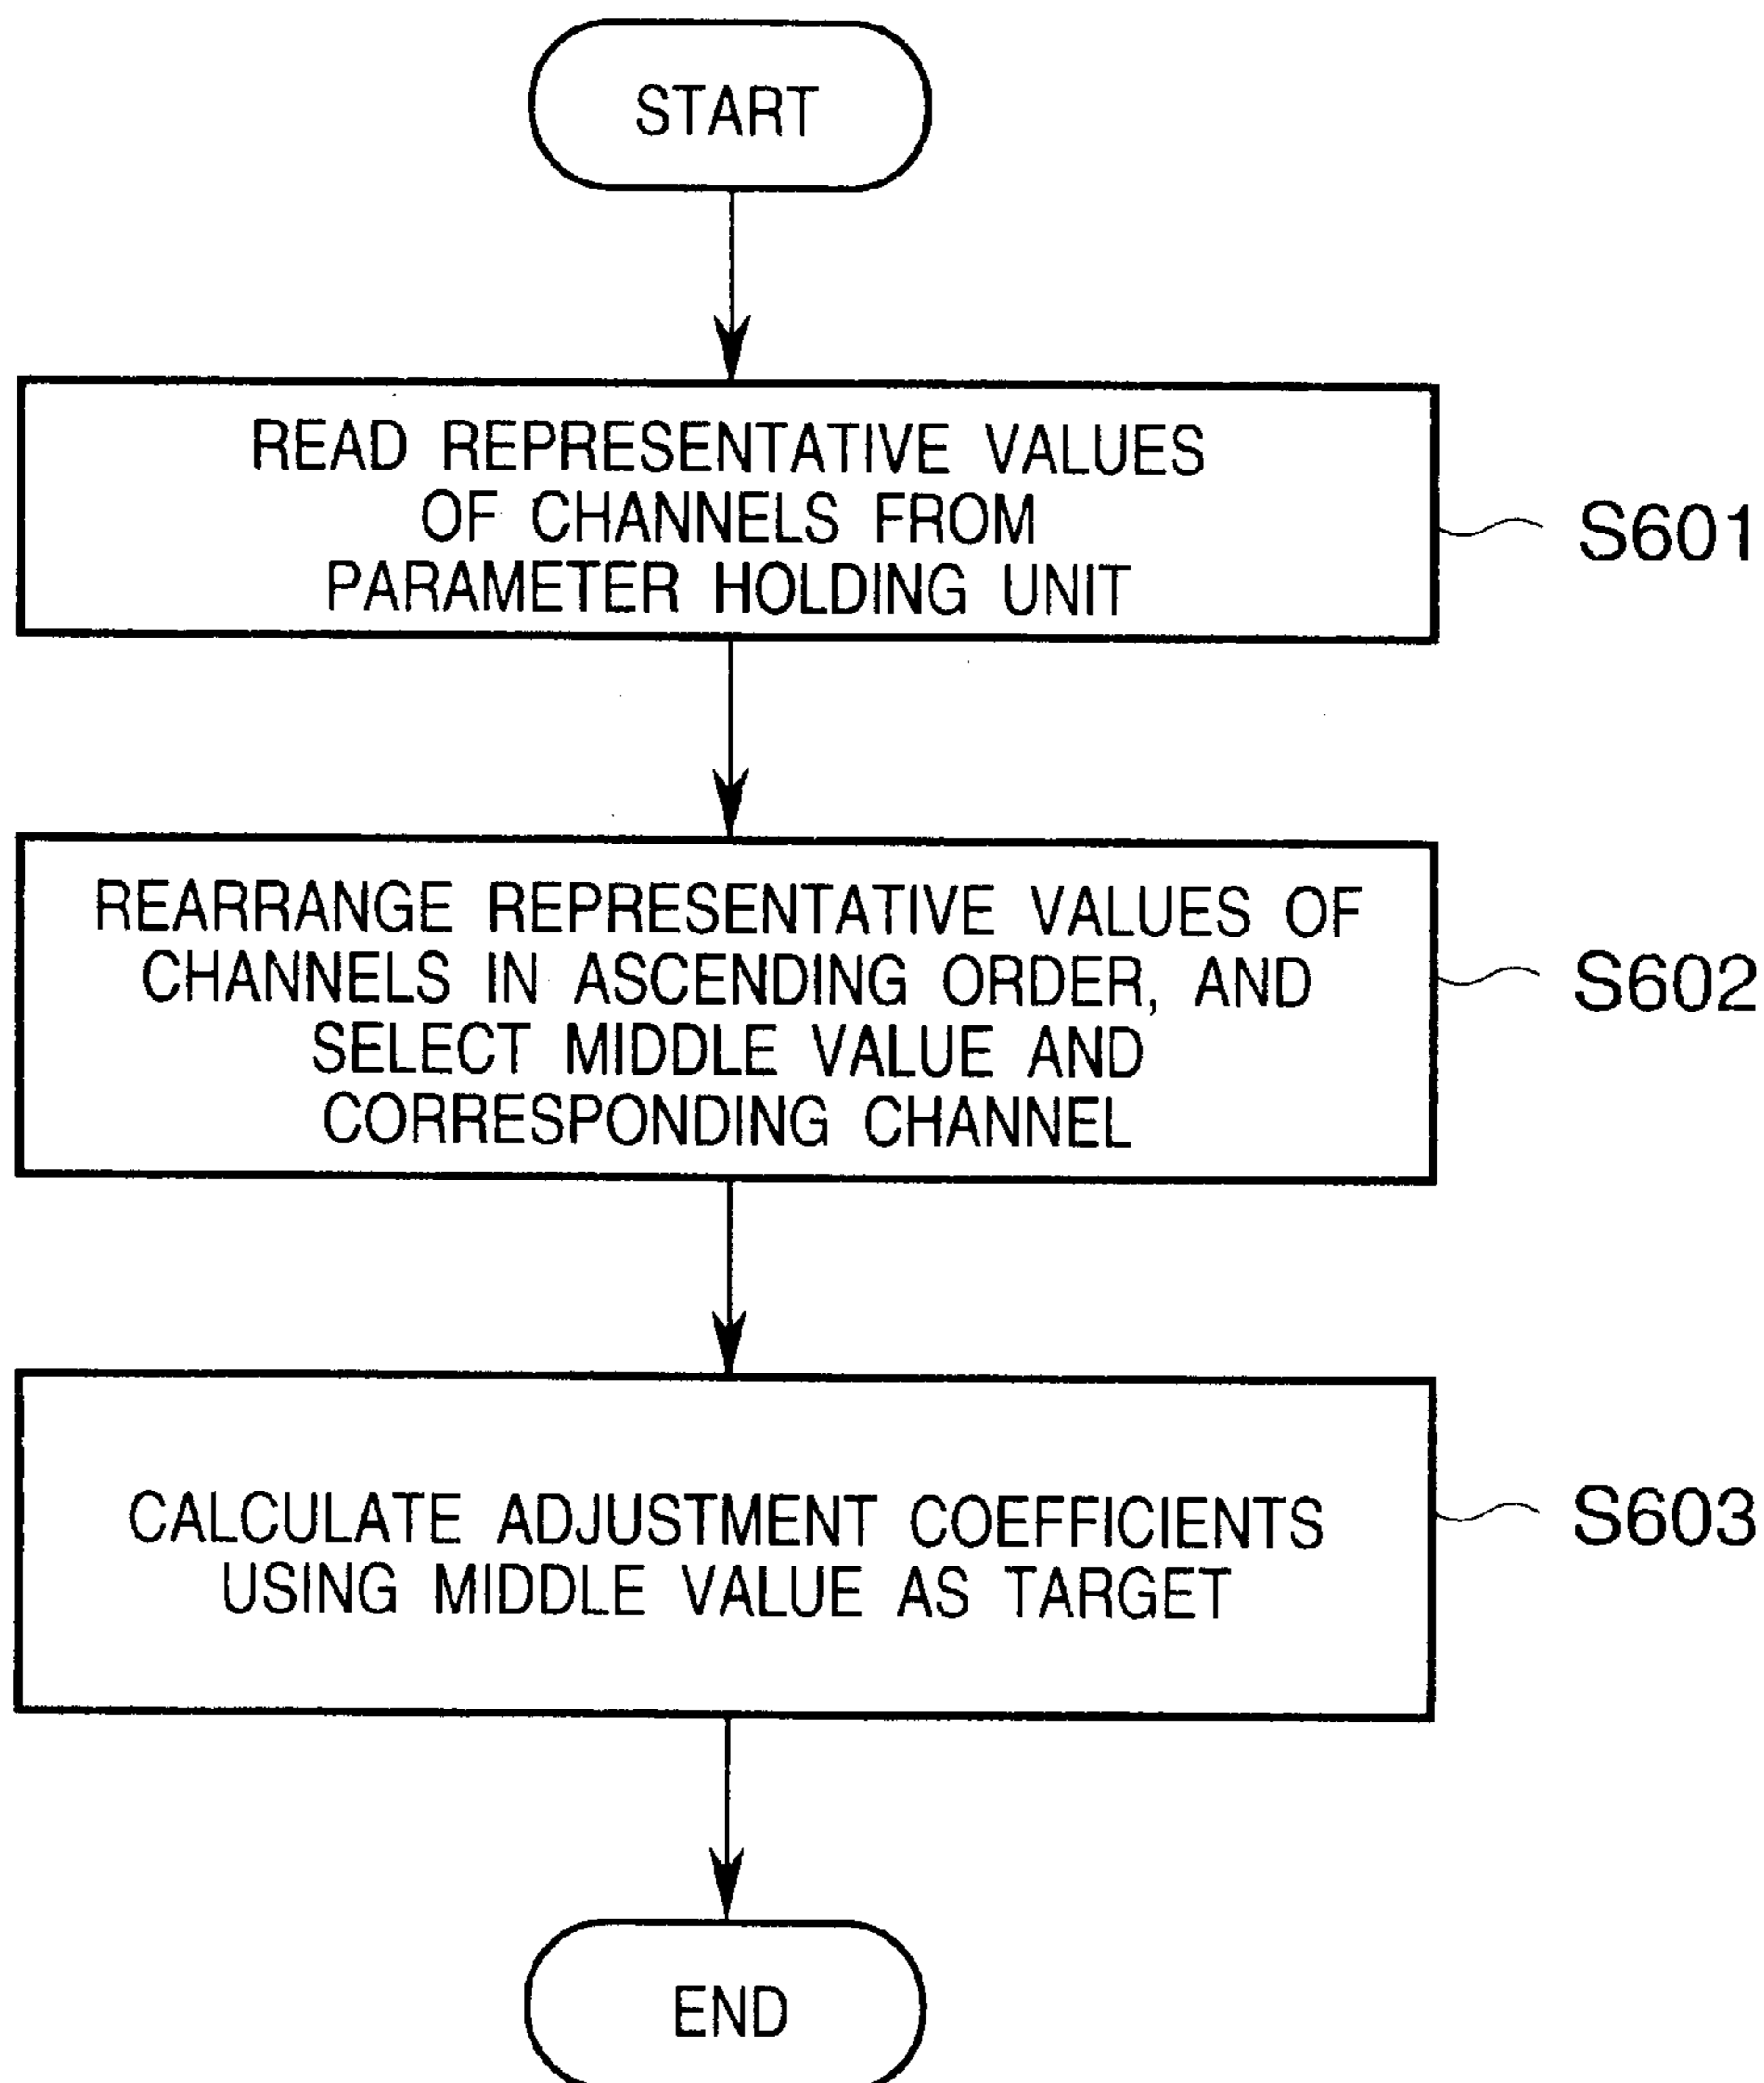 START
READ REPRESENTATIVE VALUES
OF CHANNELS FROM
PARAMETER HOLDING UNIT
S601
REARRANGE REPRESENTATIVE VALUES OF
CHANNELS IN ASCENDING ORDER, AND
SELECT MIDDLE VALUE AND
CORRESPONDING CHANNEL
S602
CALCULATE ADJUSTMENT COEFFICIENTS
USING MIDDLE VALUE AS TARGET
S603
END